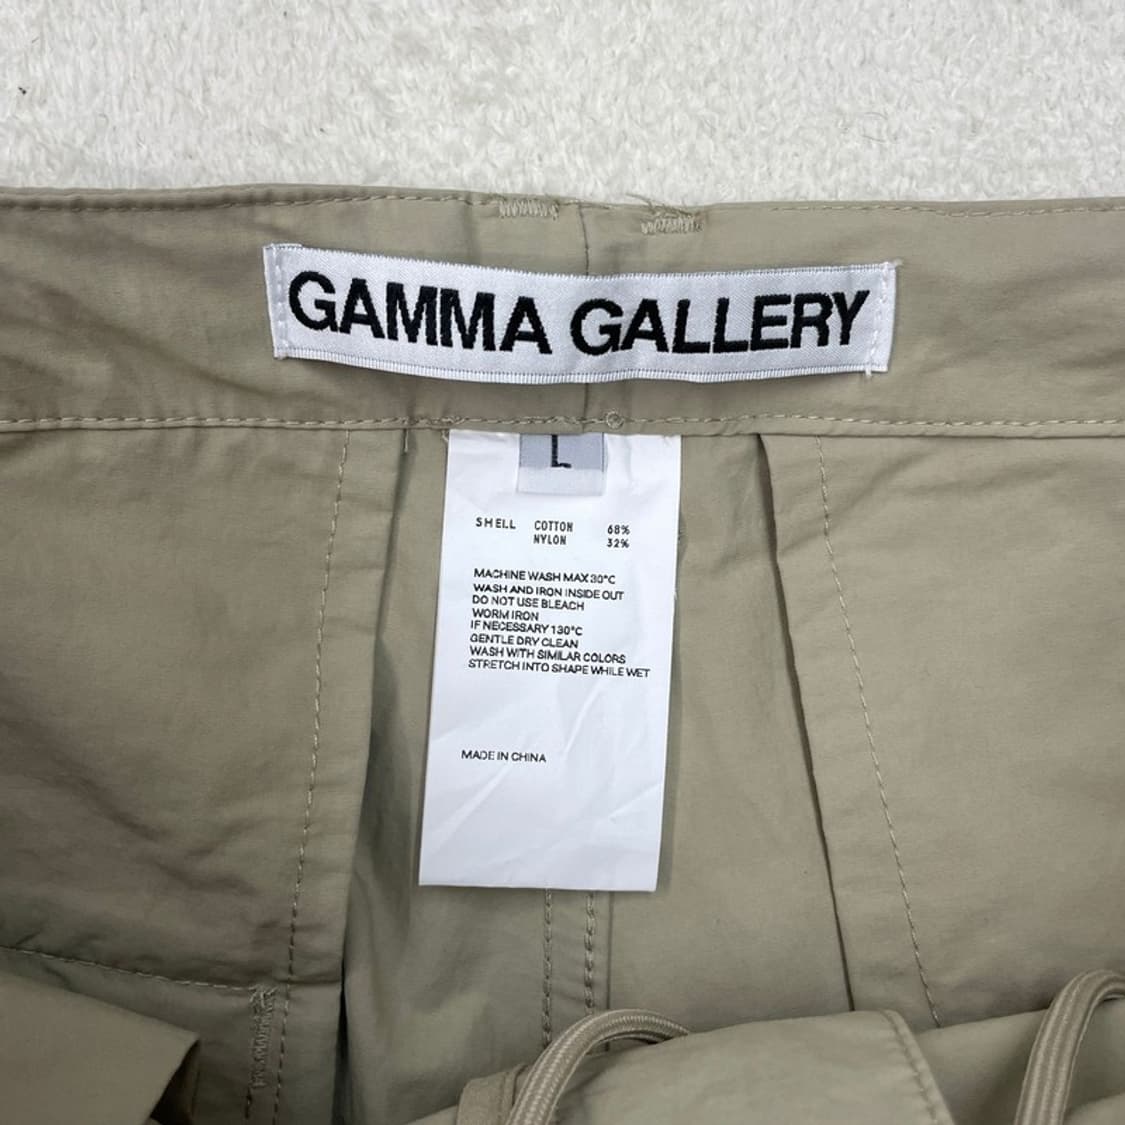 GAMMA GALLERY
L
SHELL COTTON 68%
NYLON 32%
MACHINE WASH MAX 30°C
WASH AND IRON INSIDE OUT
DO NOT USE BLEACH
WORM IRON
IF NECESSARY 130°C
GENTLE DRY CLEAN
WASH WITH SIMILAR COLORS
STRETCH INTO SHAPE WHILE WET
MADE IN CHINA